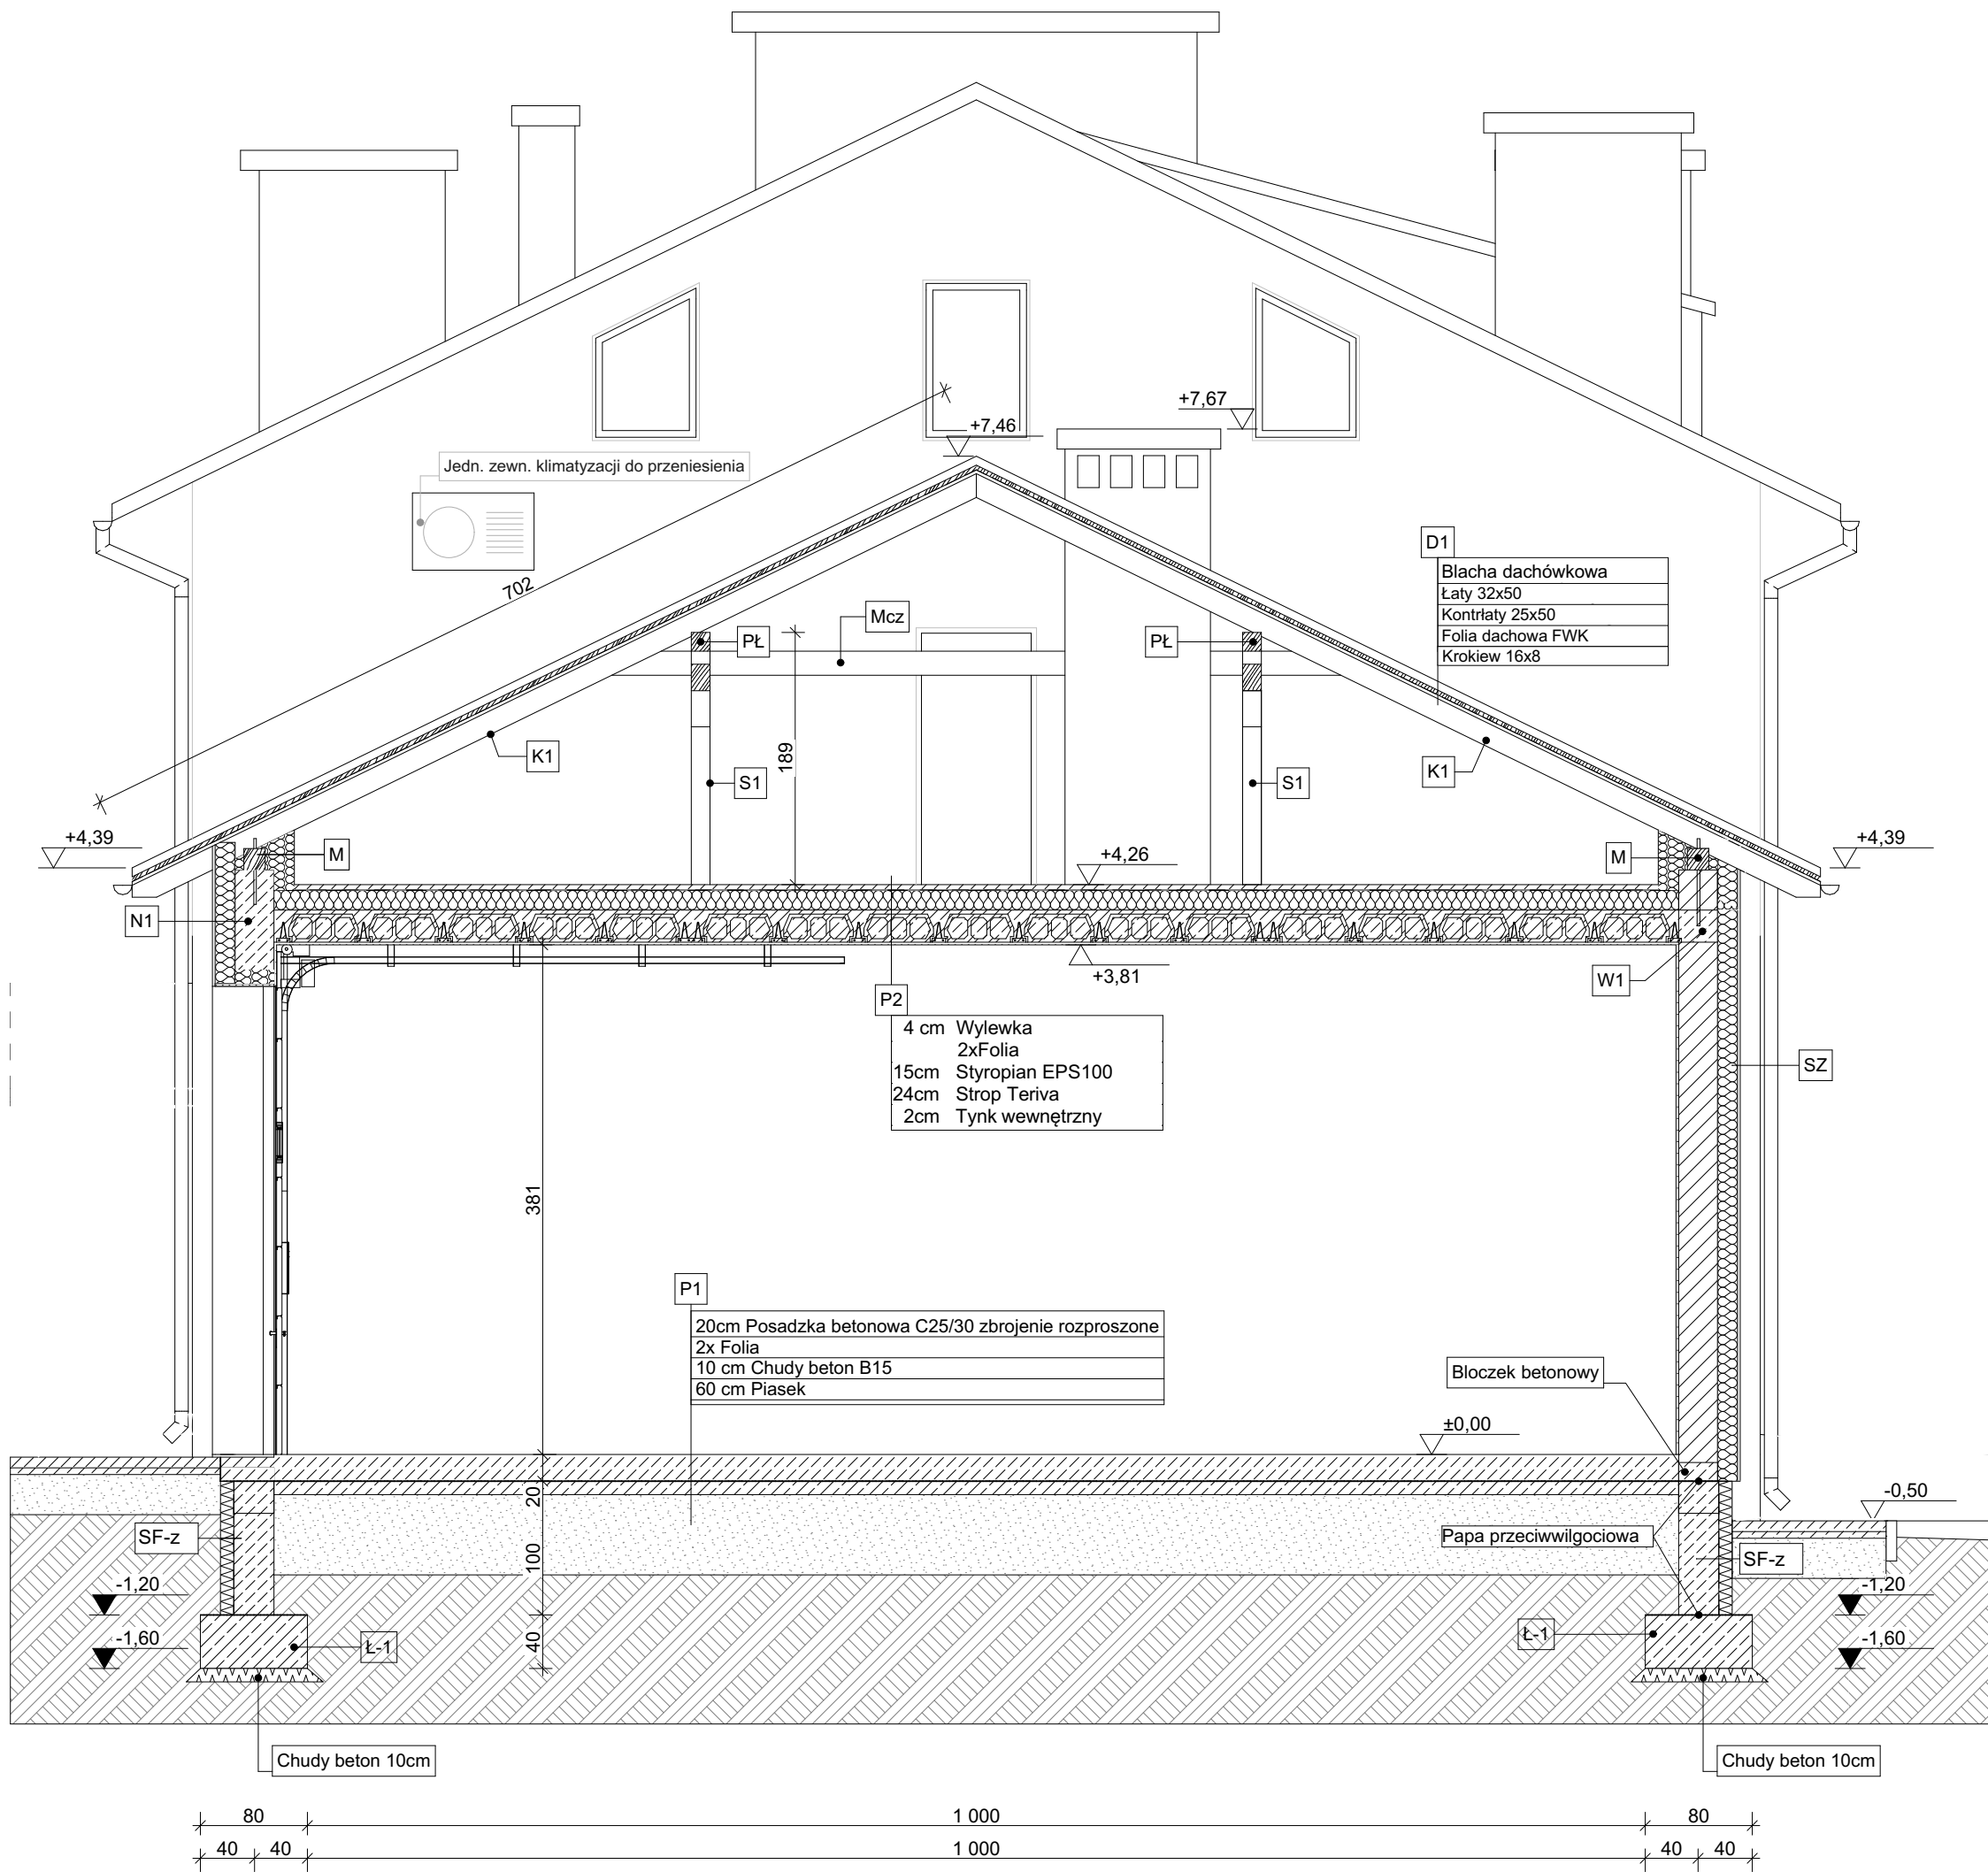 +7,67
+7,46
Jedn. zewn. klimatyzacji do przeniesienia
702
D1
Blacha dachówkowa
Łaty 32x50
Kontrłaty 25x50
Folia dachowa FWK
Krokiew 16x8
Mcz
PŁ
PŁ
189
K1
K1
S1
S1
+4,39
+4,39
M
M
+4,26
N1
+3,81
W1
P2
4 cm Wylewka
2xFolia
15cm Styropian EPS100
24cm Strop Teriva
2cm Tynk wewnętrzny
SZ
381
P1
20cm Posadzka betonowa C25/30 zbrojenie rozproszone
2x Folia
10 cm Chudy beton B15
60 cm Piasek
Bloczek betonowy
±0,00
20
-0,50
SF-z
Papa przeciwwilgociowa
SF-z
100
-1,20
-1,20
-1,60
Ł-1
40
Ł-1
-1,60
Chudy beton 10cm
Chudy beton 10cm
80
1 000
80
40
40
1 000
40
40